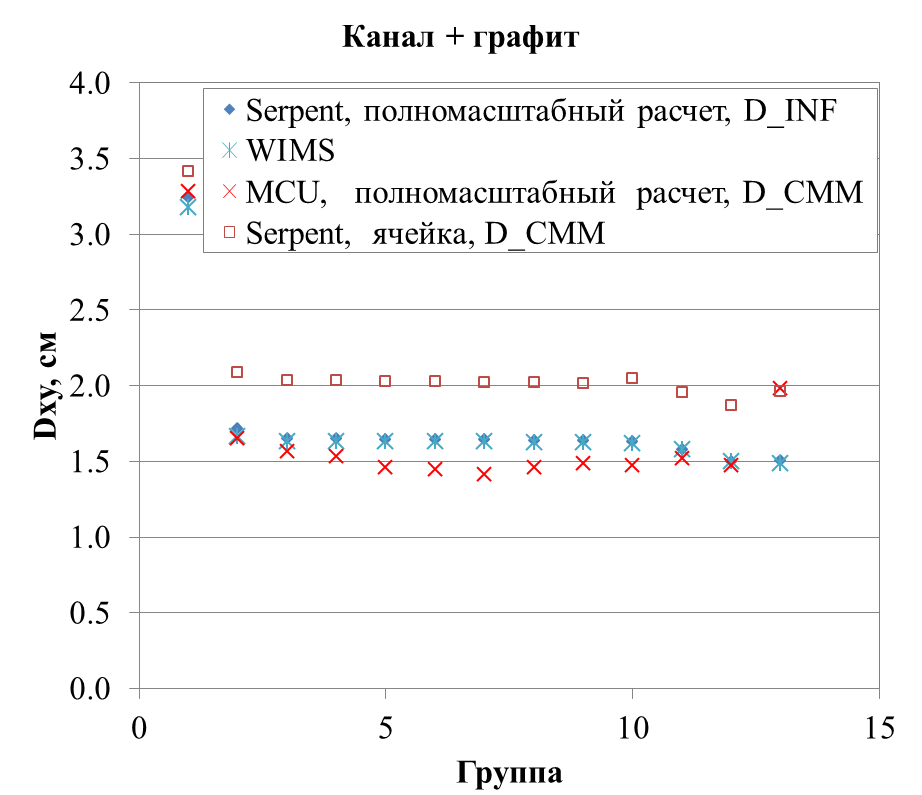 Канал + графит
4.0
3.5
3.0
2.5
2.0
1.5
1.0
0.5
0.0
Serpent, полномасштабный расчет, D_INF
WIMS
MCU, полномасштабный расчет, D_CMM
Serpent, ячейка, D_CMM
Dxy, см
0 5 10 15
Группа